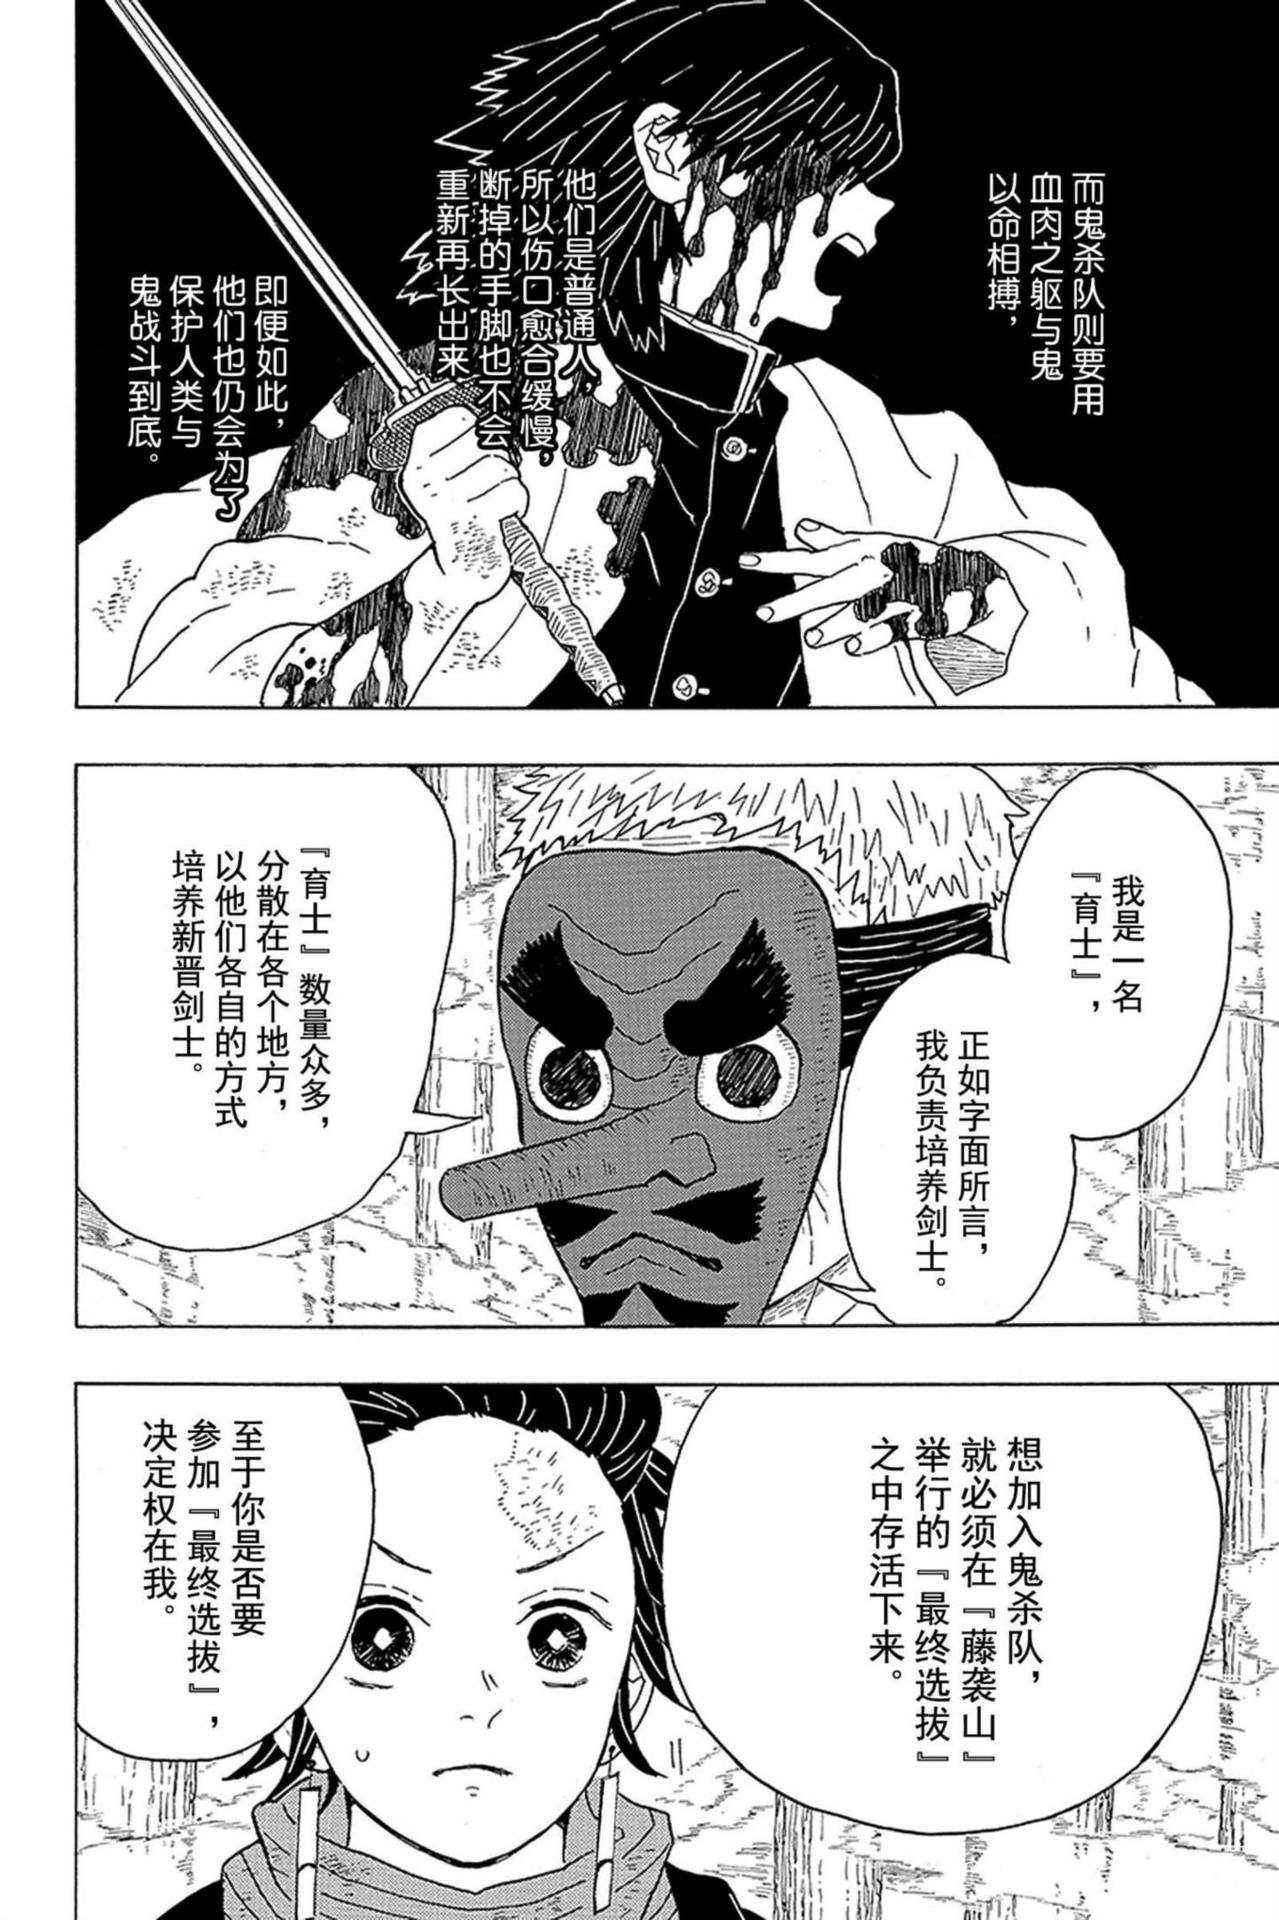 而鬼杀队则要用
血肉之躯与鬼
以命相搏，
他们是普通人，
所以伤口愈合缓慢，
断掉的手脚也不会
重新再长出来
即便如此，
他们也仍会为了
保护人类与
鬼战斗到底。
我是一名
『育士』，
正如字面所言，
我负责培养剑士。
『育士』数量众多，
分散在各个地方，
以他们各自的方式
培养新晋剑士。
想加入鬼杀队，
就必须在『藤袭山』
举行的『最终选拔』
之中存活下来。
至于你是否要
参加『最终选拔』，
决定权在我。